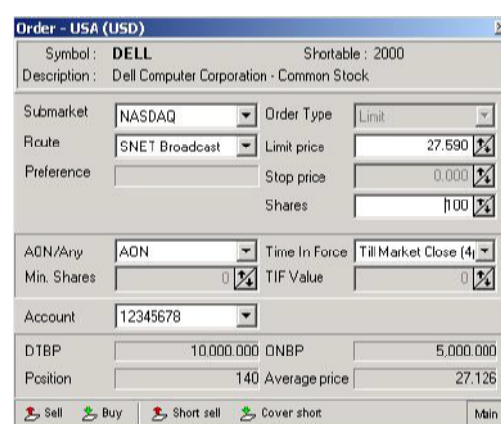 Order - USA (USD)
Symbol : DELL Shortable : 2000
Description : Dell Computer Corporation - Common Stock
Submarket NASDAQ Order Type Limit
Route SNET Broadcast Limit price 27.590
Preference Stop price 0.000
Shares 100
AON/Any AON Time In Force Till Market Close (4
Min. Shares 0 TIF Value 0
Account 12345678
DTBP 10,000.000 ONBP 5,000.000
Position 140 Average price 27.126
Sell Buy Short sell Cover short Main